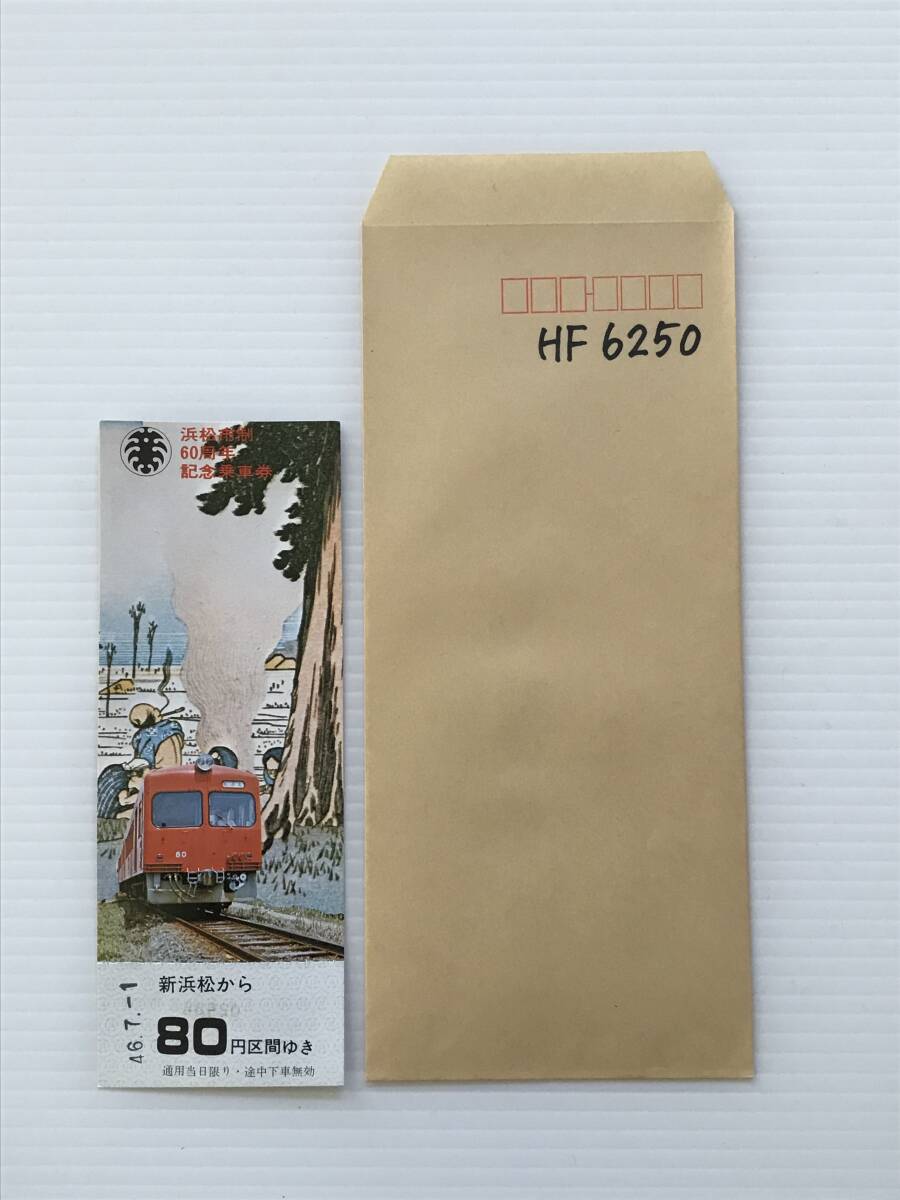 浜松市制
60周年
記念乗車券
60
新浜松から
80円区間ゆき
適用当日限り・途中下車無効
46.7.-1
HF 6250